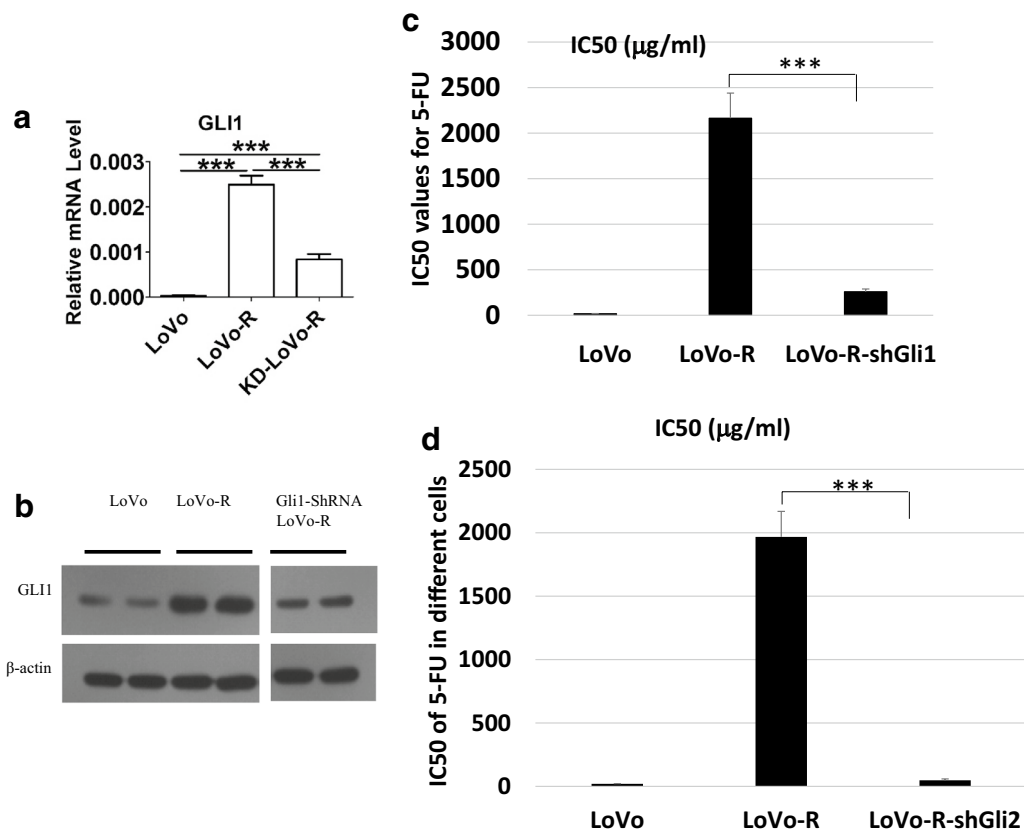 a
GLI1
***
***
***
Relative mRNA Level
0.003
0.002
0.001
0.000
LoVo
LoVo-R
KD-LoVo-R
b
LoVo
LoVo-R
Gli1-ShRNA
LoVo-R
GLI1
β-actin
c
IC50 (μg/ml)
***
IC50 values for 5-FU
3000
2500
2000
1500
1000
500
0
LoVo
LoVo-R
LoVo-R-shGli1
d
IC50 (μg/ml)
***
IC50 of 5-FU in different cells
2500
2000
1500
1000
500
0
LoVo
LoVo-R
LoVo-R-shGli2